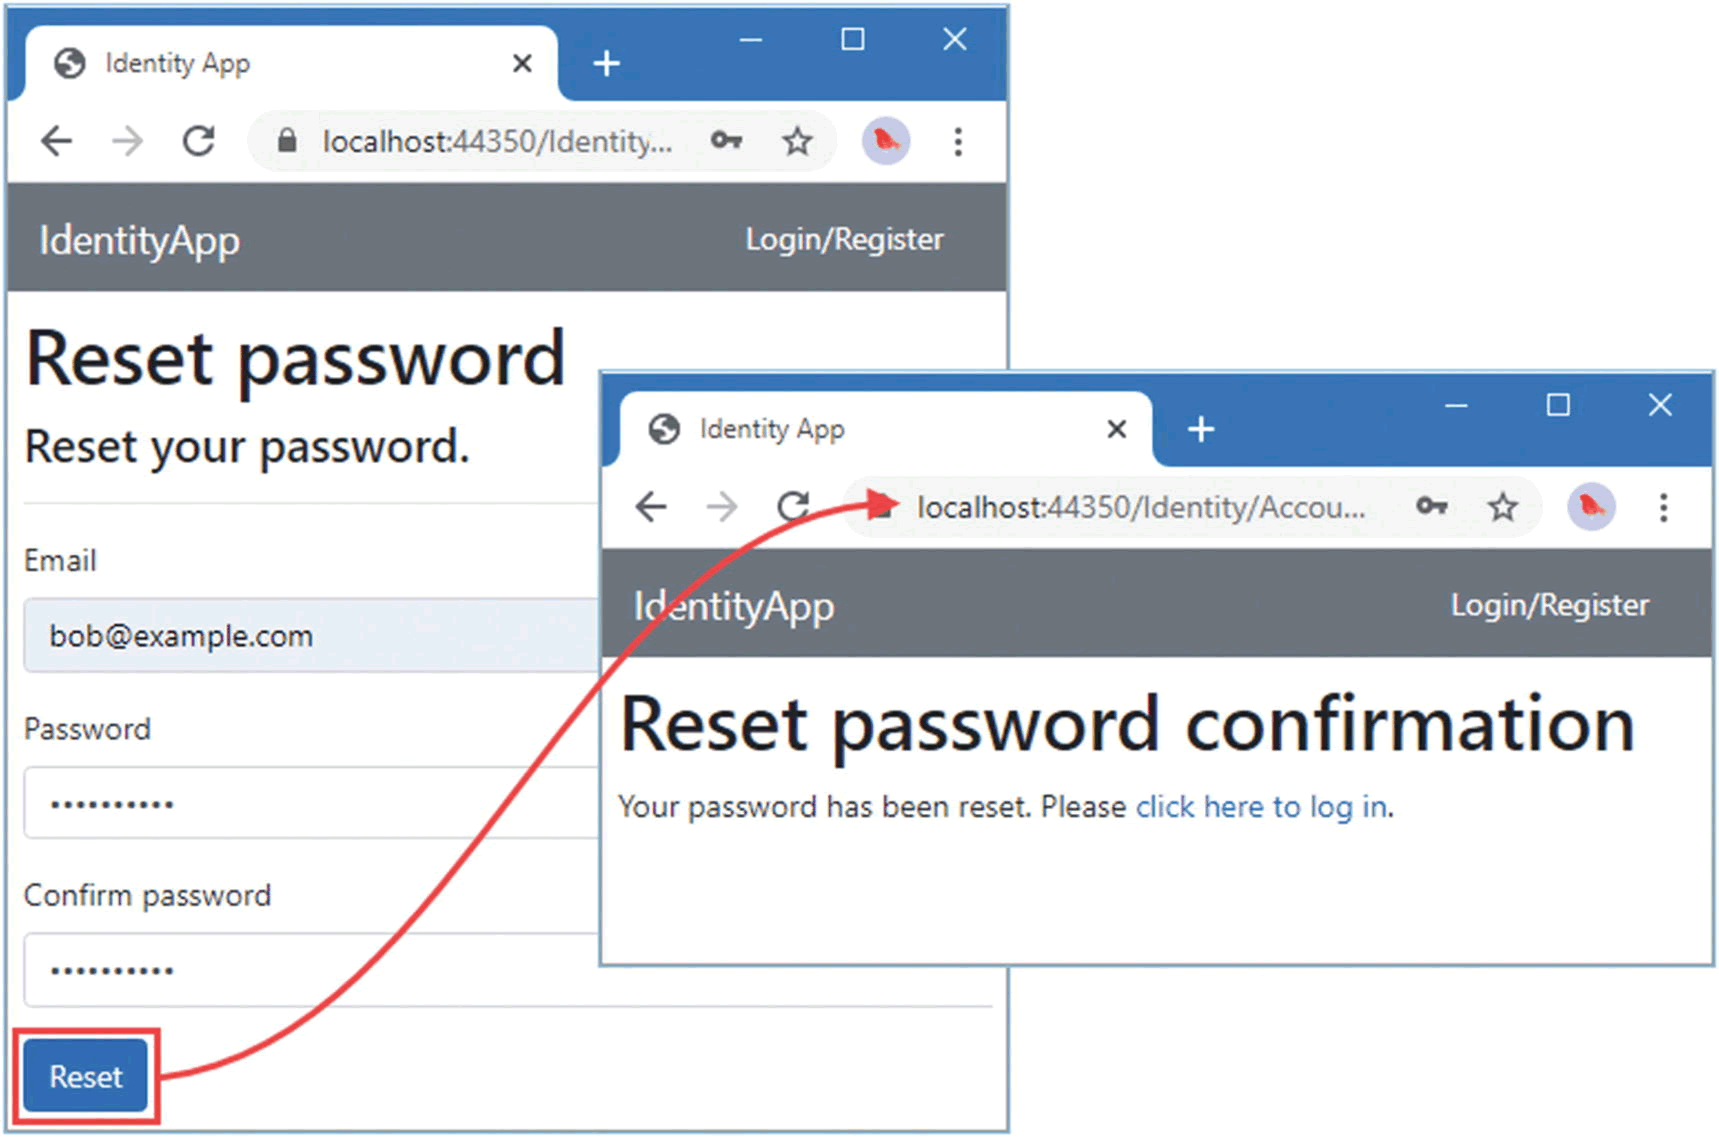 Identity App
localhost:44350/Identity...
IdentityApp
Login/Register
Reset password
Reset your password.
Email
bob@example.com
Password
••••••••••
Confirm password
••••••••••
Reset
Identity App
localhost:44350/Identity/Accou...
IdentityApp
Login/Register
Reset password confirmation
Your password has been reset. Please click here to log in.